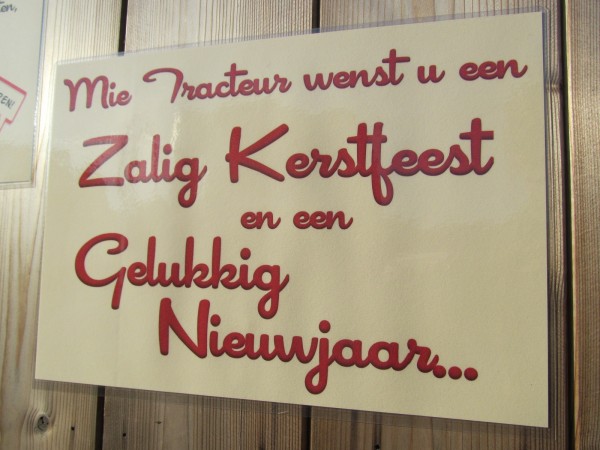 Mie Tracteur wenst u een
Zalig Kerstfeest
en een
Gelukkig
Nieuwjaar...